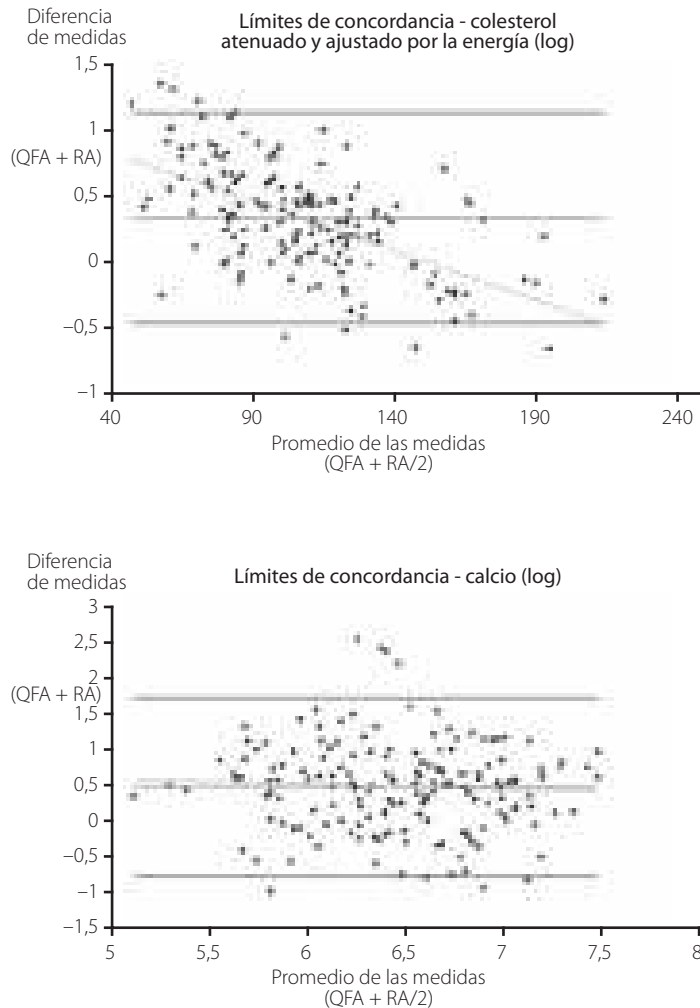 Diferencia
de medidas
Límites de concordancia - colesterol
atenuado y ajustado por la energía (log)
1,5
1
(QFA + RA)
0,5
0
−0,5
−1
40 90 140 190 240
Promedio de las medidas
(QFA + RA/2)
Diferencia
de medidas
Límites de concordancia - calcio (log)
3
2,5
2
(QFA + RA)
1,5
1
0,5
0
−0,5
−1
−1,5
5 5,5 6 6,5 7 7,5 8
Promedio de las medidas
(QFA + RA/2)